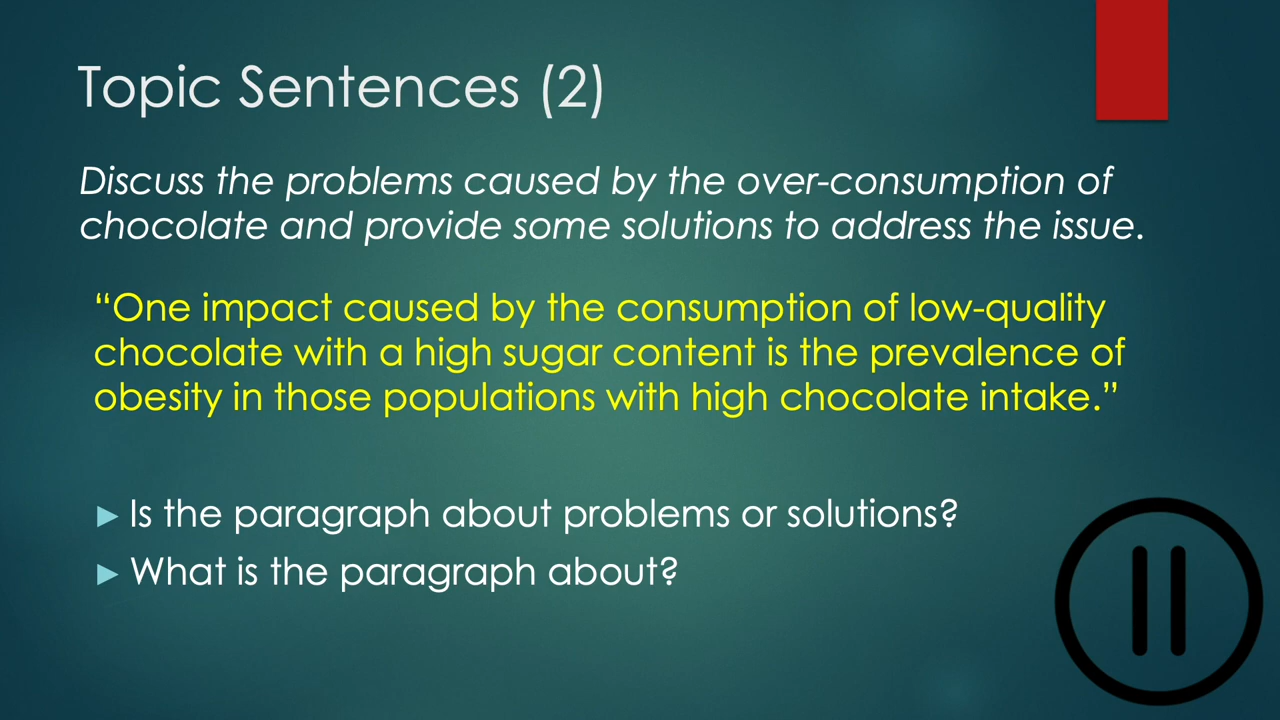 Topic Sentences (2)
Discuss the problems caused by the over-consumption of
chocolate and provide some solutions to address the issue.
“One impact caused by the consumption of low-quality
chocolate with a high sugar content is the prevalence of
obesity in those populations with high chocolate intake.”
Is the paragraph about problems or solutions?
What is the paragraph about?